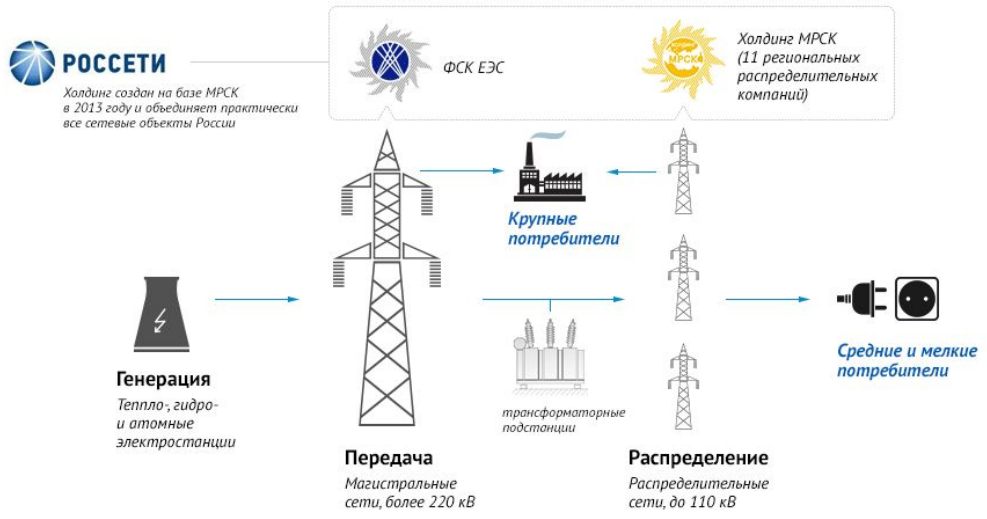 РОССЕТИ
Холдинг создан на базе МРСК
в 2013 году и объединяет практически
все сетевые объекты России
ФСК ЕЭС
МРСК
Холдинг МРСК
(11 региональных
распределительных
компаний)
Крупные
потребители
Генерация
Теппло-, гидро-
и атомные
электростанции
трансформаторные
подстанции
Средние и мелкие
потребители
Передача
Магистральные
сети, более 220 кВ
Распределение
Распределительные
сети, до 110 кВ